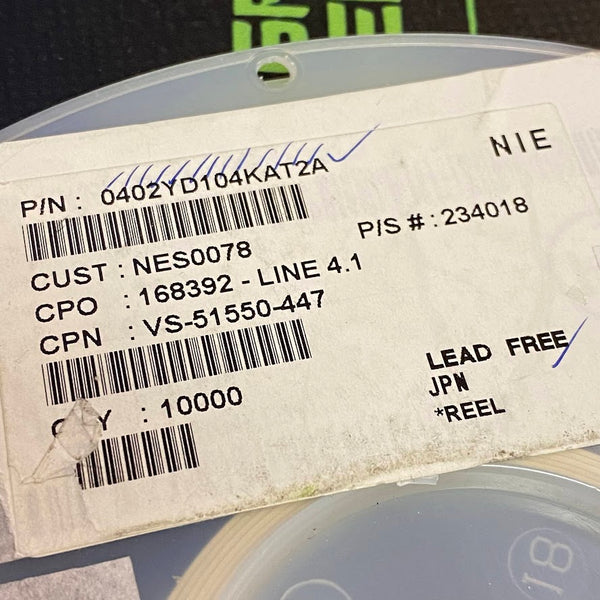 NIE
P/N : 0402YD104KAT2A
P/S # : 234018
CUST : NES0078
CPO : 168392 - LINE 4.1
CPN : VS-51550-447
LEAD FREE
JPN
*REEL
: 10000
18